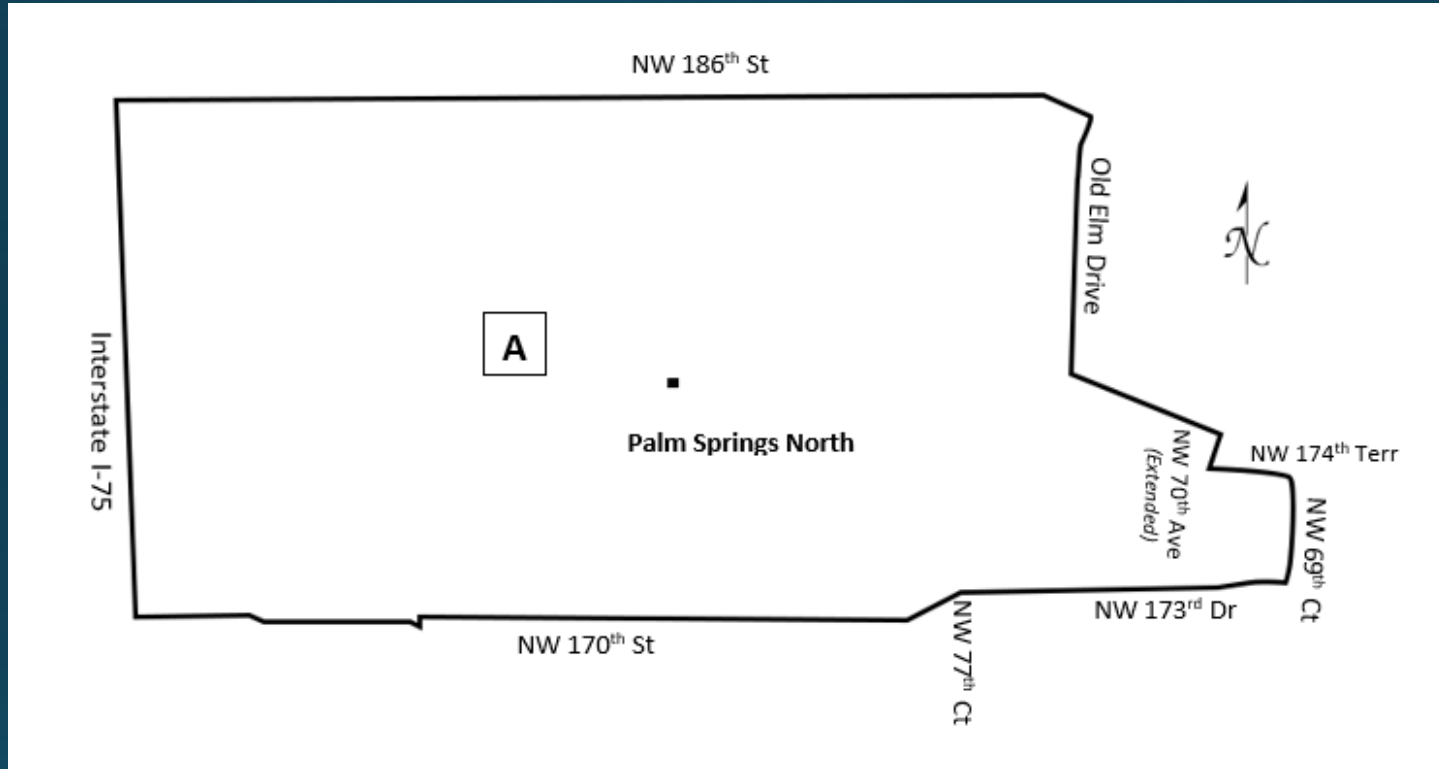 NW 186th St
Old Elm Drive
N
A
Interstate I-75
Palm Springs North
NW 70th Ave
(Extended)
NW 174th Terr
NW 69th Ct
NW 173rd Dr
NW 170th St
NW 77th Ct